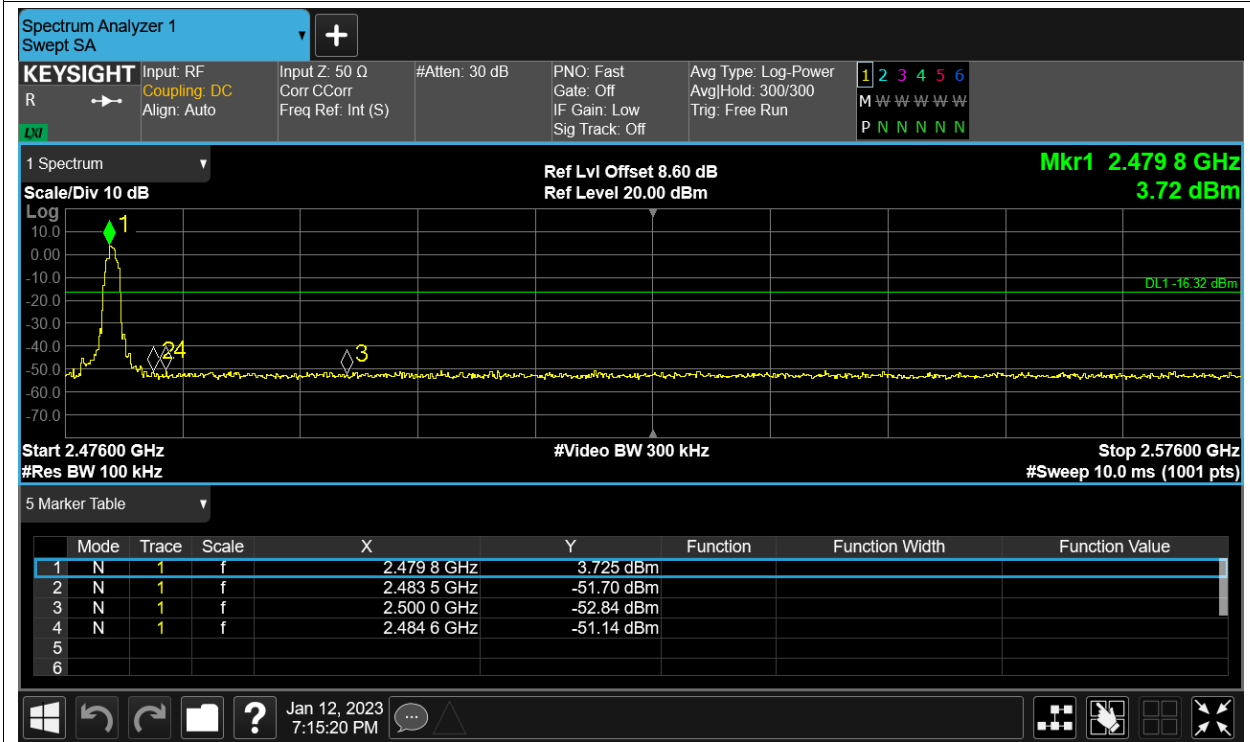 Spectrum Analyzer 1
Swept SA
+
KEYSIGHT
R
LXI
Input: RF
Coupling: DC
Align: Auto
Input Z: 50 Ω
Corr CCorr
Freq Ref: Int (S)
#Atten: 30 dB
PNO: Fast
Gate: Off
IF Gain: Low
Sig Track: Off
Avg Type: Log-Power
Avg|Hold: 300/300
Trig: Free Run
1 2 3 4 5 6
M W W W W W
P N N N N N
1 Spectrum
Scale/Div 10 dB
Ref Lvl Offset 8.60 dB
Ref Level 20.00 dBm
Mkr1 2.479 8 GHz
3.72 dBm
Log
10.0
0.00
-10.0
-20.0
-30.0
-40.0
-50.0
-60.0
-70.0
1
24
3
DL1 -16.32 dBm
Start 2.47600 GHz
#Video BW 300 kHz
Stop 2.57600 GHz
#Res BW 100 kHz
#Sweep 10.0 ms (1001 pts)
5 Marker Table
Mode Trace Scale X Y Function Function Width Function Value
1 N 1 f 2.479 8 GHz 3.725 dBm
2 N 1 f 2.483 5 GHz -51.70 dBm
3 N 1 f 2.500 0 GHz -52.84 dBm
4 N 1 f 2.484 6 GHz -51.14 dBm
5
6
?
Jan 12, 2023
7:15:20 PM